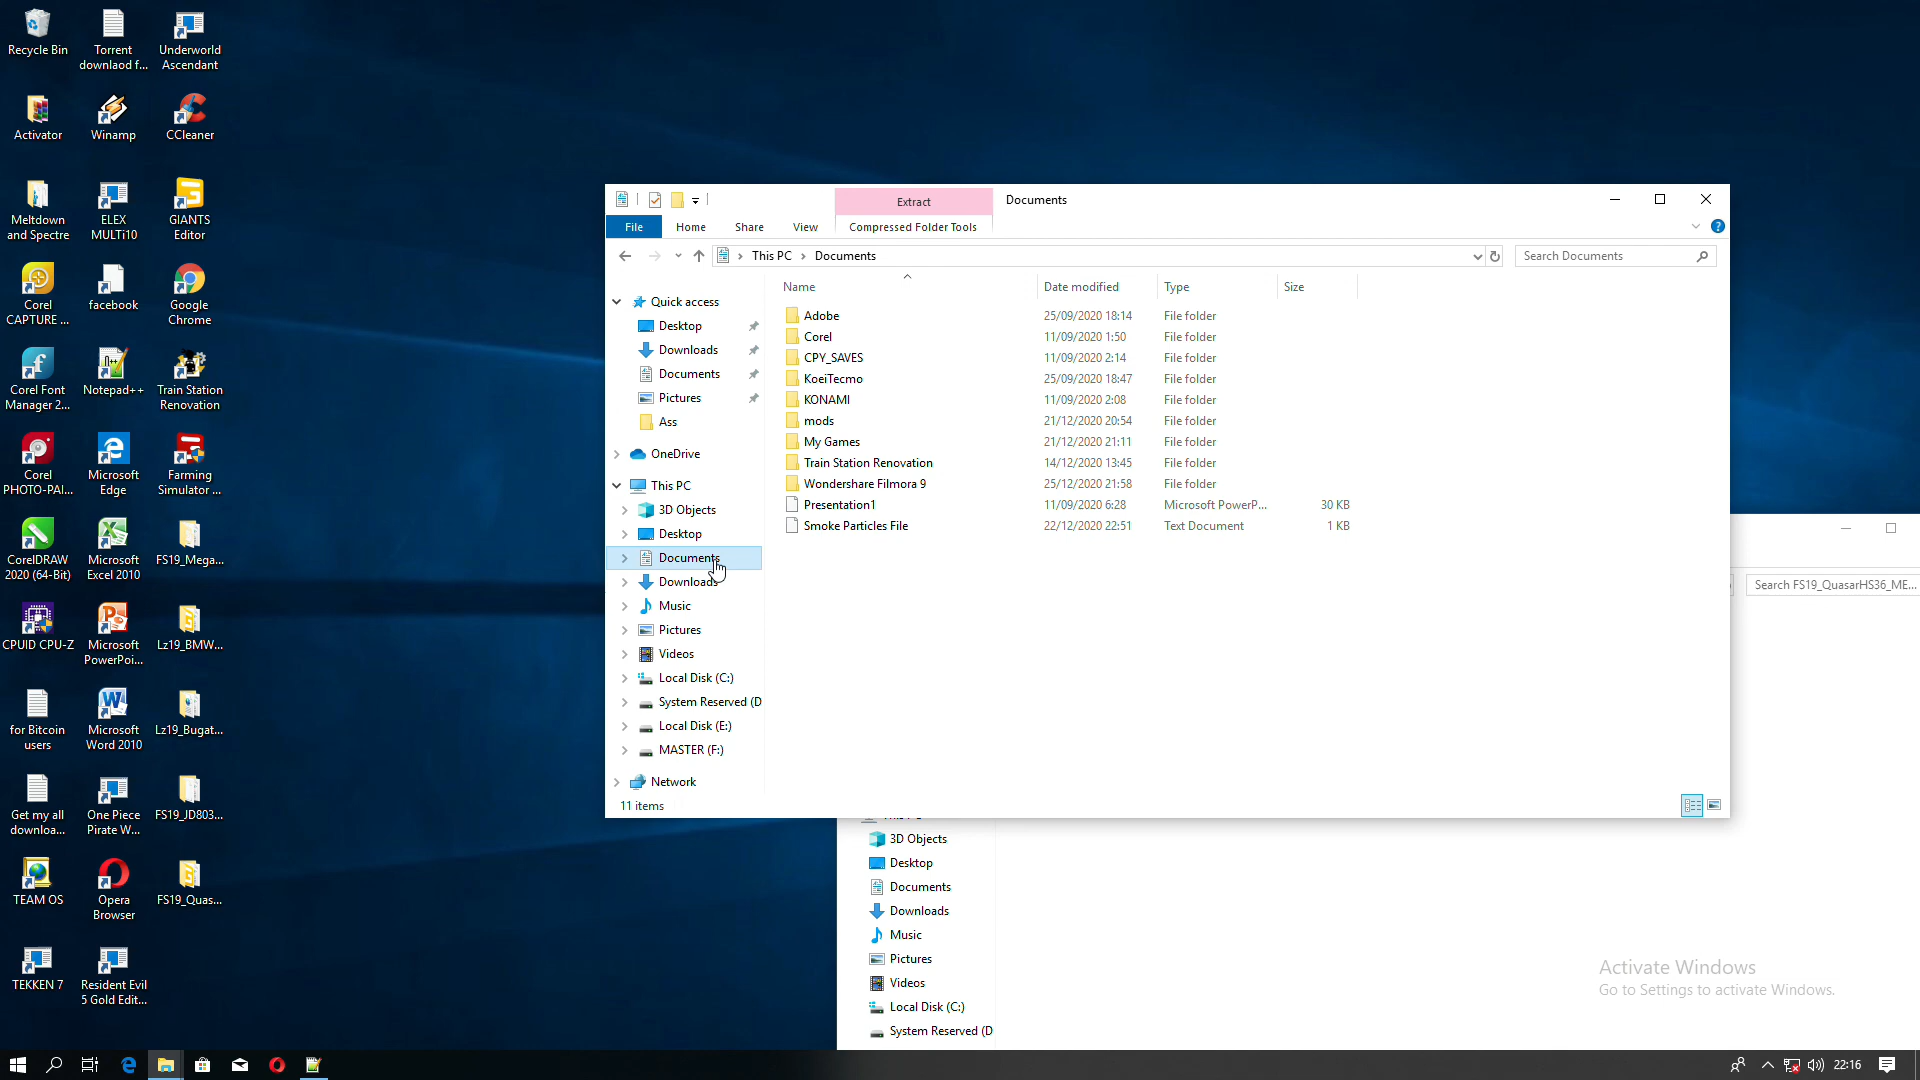 Recycle Bin
Torrent
downlaod f...
Underworld
Ascendant
Activator
Winamp
CCleaner
Meltdown
and Spectre
ELEX
MULTi10
GIANTS
Editor
Corel
CAPTURE ...
facebook
Google
Chrome
Corel Font
Manager 2...
Notepad++
Train Station
Renovation
Corel
PHOTO-PAI...
Microsoft
Edge
Farming
Simulator ...
CorelDRAW
2020 (64-Bit)
Microsoft
Excel 2010
FS19_Mega...
CPUID CPU-Z
Microsoft
PowerPoi...
Lz19_BMW...
for Bitcoin
users
Microsoft
Word 2010
Lz19_Bugat...
Get my all
downloa...
One Piece
Pirate W...
FS19_JD803...
TEAM OS
Opera
Browser
FS19_Quas...
TEKKEN 7
Resident Evil
5 Gold Edit...
Extract
Documents
File
Home
Share
View
Compressed Folder Tools
This PC
Documents
Search Documents
Quick access
Desktop
Downloads
Documents
Pictures
Ass
OneDrive
This PC
3D Objects
Desktop
Documents
Downloads
Music
Pictures
Videos
Local Disk (C:)
System Reserved (D
Local Disk (E:)
MASTER (F:)
Network
11 items
Name Date modified Type Size
Adobe 25/09/2020 18:14 File folder
Corel 11/09/2020 1:50 File folder
CPY_SAVES 11/09/2020 2:14 File folder
KoeiTecmo 25/09/2020 18:47 File folder
KONAMI 11/09/2020 2:08 File folder
mods 21/12/2020 20:54 File folder
My Games 21/12/2020 21:11 File folder
Train Station Renovation 14/12/2020 13:45 File folder
Wondershare Filmora 9 25/12/2020 21:58 File folder
Presentation1 11/09/2020 6:28 Microsoft PowerP... 30 KB
Smoke Particles File 22/12/2020 22:51 Text Document 1 KB
Search FS19_QuasarHS36_ME...
3D Objects
Desktop
Documents
Downloads
Music
Pictures
Videos
Local Disk (C:)
System Reserved (D
Activate Windows
Go to Settings to activate Windows.
22:16